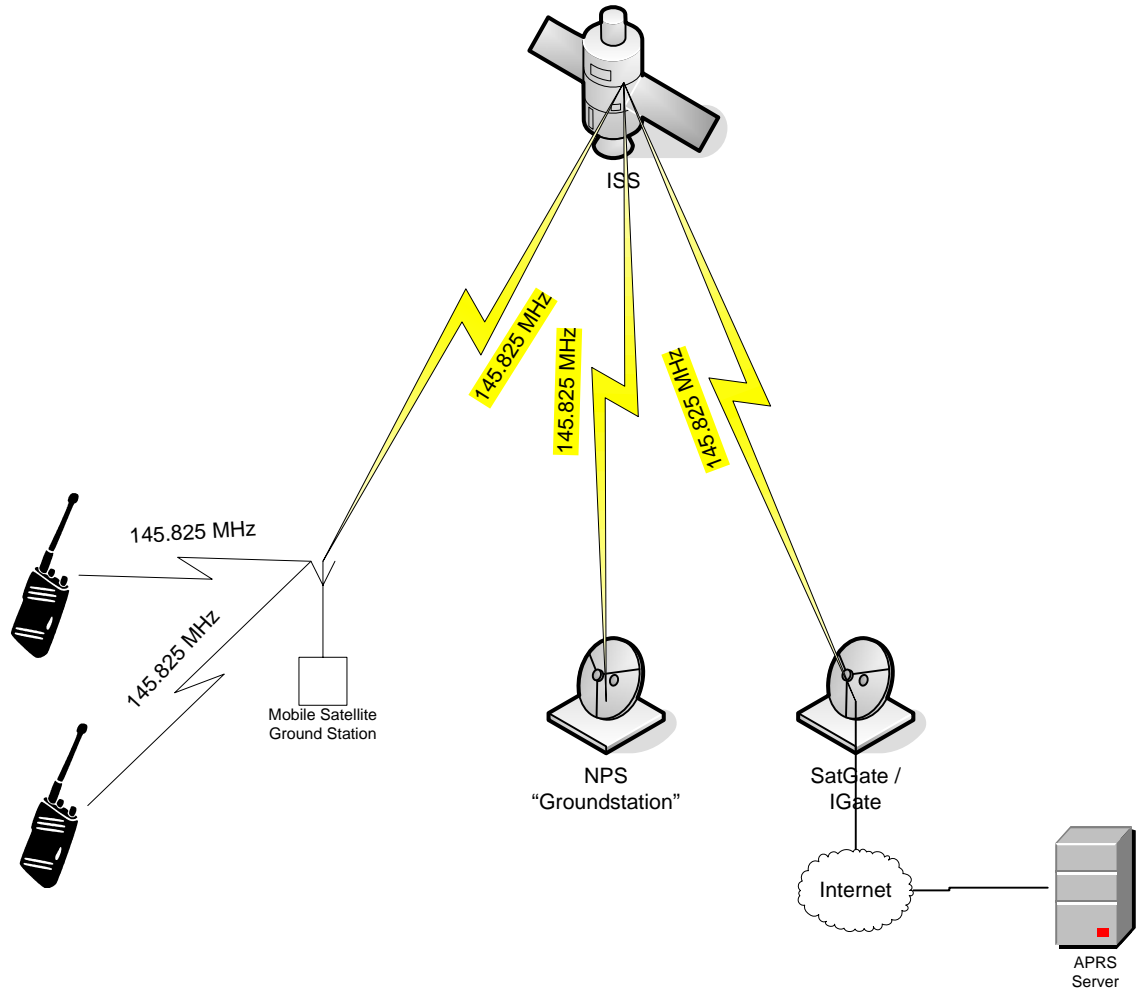 ISS
145.825 MHz
145.825 MHz
145.825 MHz
145.825 MHz
145.825 MHz
Mobile Satellite
Ground Station
NPS
“Groundstation”
SatGate /
IGate
Internet
APRS
Server